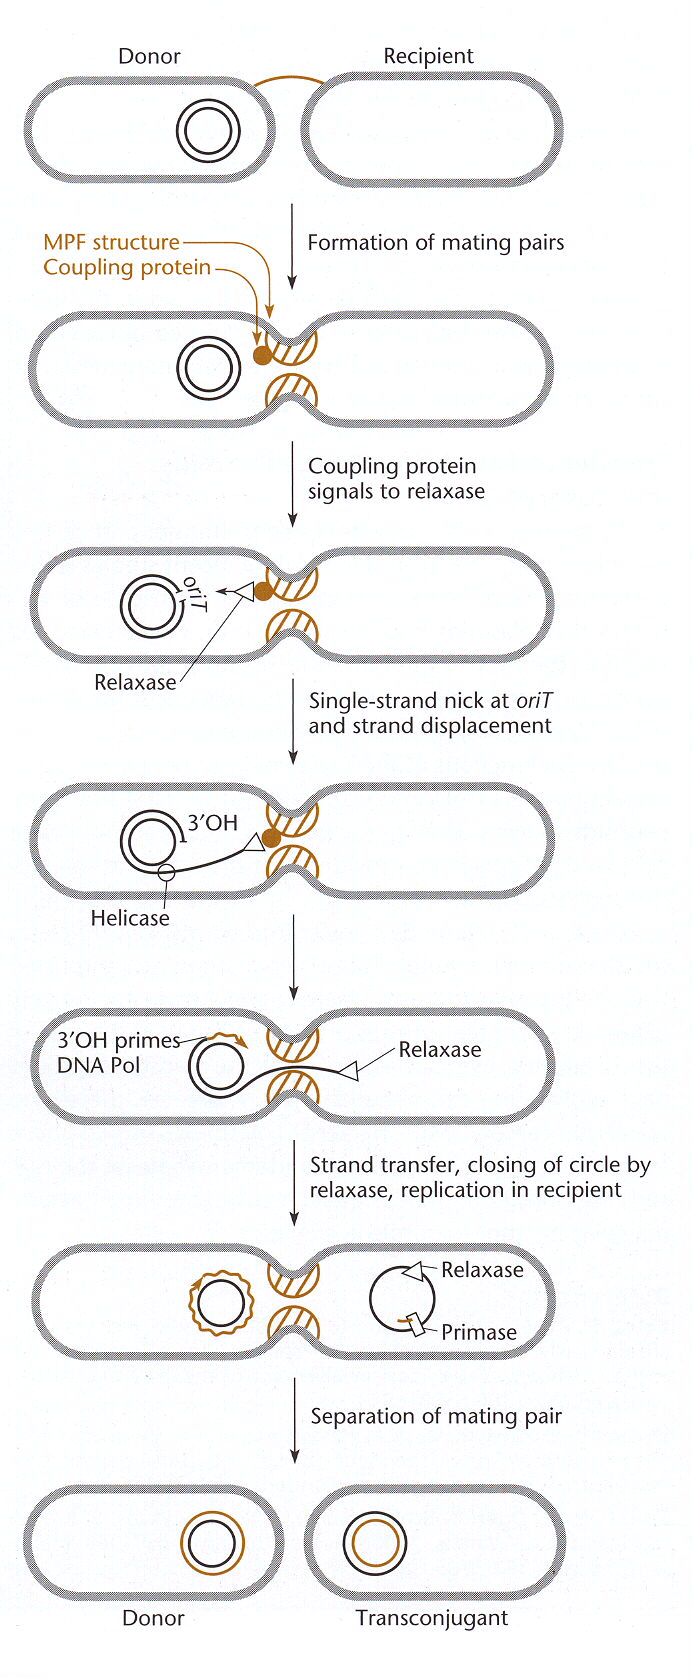 Donor
Recipient
Formation of mating pairs
MPF structure
Coupling protein
Coupling protein
signals to relaxase
oriT
Relaxase
Single-strand nick at oriT
and strand displacement
3′OH
Helicase
3′OH primes
DNA Pol
Relaxase
Strand transfer, closing of circle by
relaxase, replication in recipient
Relaxase
Primase
Separation of mating pair
Donor
Transconjugant